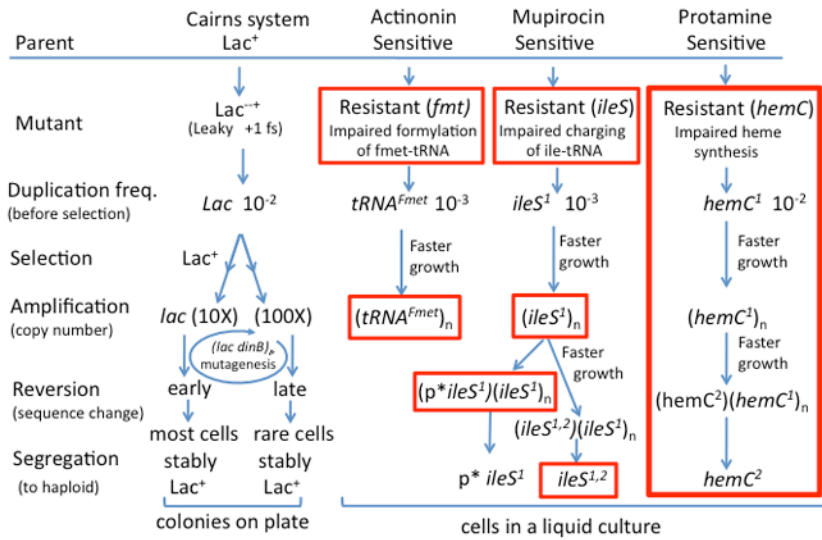 Cairns system Actinonin Mupirocin Protamine
Parent Lac⁺ Sensitive Sensitive Sensitive
Mutant Lac⁻⁻⁺ Resistant (fmt) Resistant (ileS) Resistant (hemC)
(Leaky +1 fs) Impaired formylation Impaired charging Impaired heme
of fmet-tRNA of ile-tRNA synthesis
Duplication freq. Lac 10⁻² tRNAᶠᵐᵉᵗ 10⁻³ ileS¹ 10⁻³ hemC¹ 10⁻²
(before selection)
Selection Lac⁺ Faster Faster Faster
growth growth growth
Amplification lac (10X) (100X) (tRNAᶠᵐᵉᵗ)ₙ (ileS¹)ₙ (hemC¹)ₙ
(copy number)
(lac dinB) Faster Faster
mutagenesis growth growth
Reversion early late (p*ileS¹)(ileS¹)ₙ (hemC²)(hemC¹)ₙ
(sequence change)
most cells rare cells (ileS¹,²)(ileS¹)ₙ
Segregation stably stably
(to haploid) Lac⁺ Lac⁺ p* ileS¹ ileS¹,² hemC²
colonies on plate cells in a liquid culture